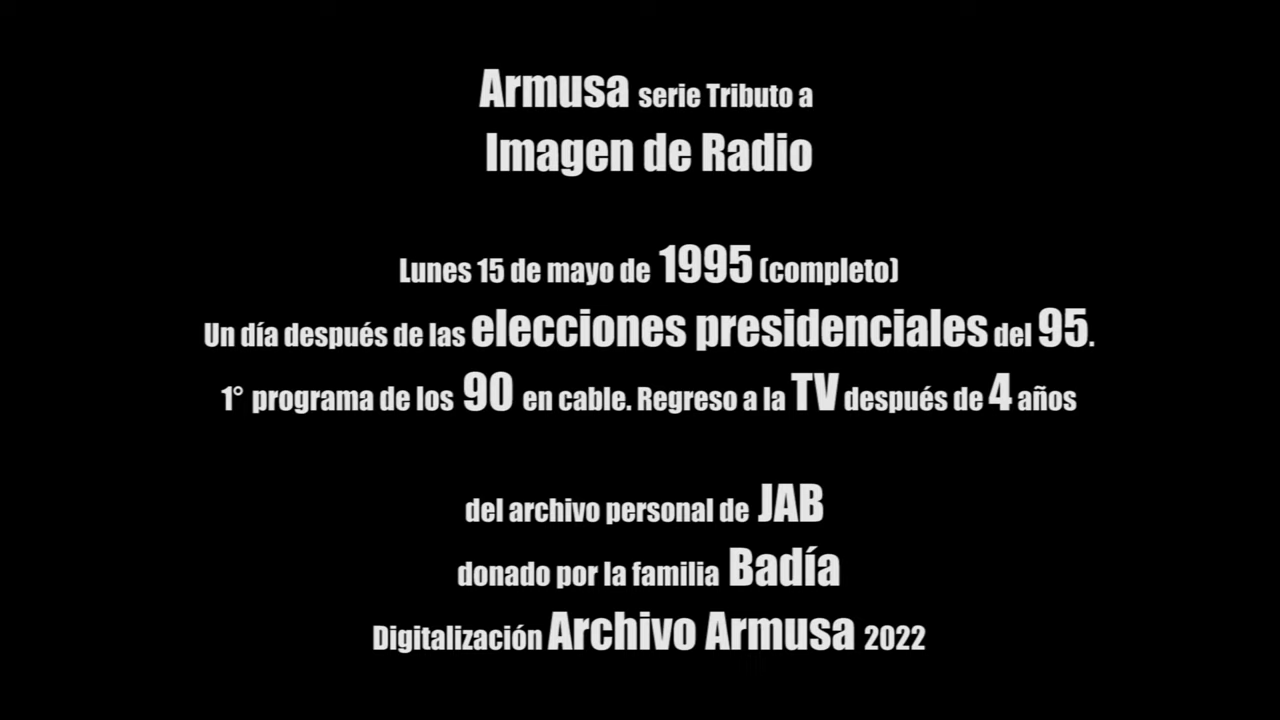 Armusa serie Tributo a
Imagen de Radio
Lunes 15 de mayo de 1995 (completo)
Un día después de las elecciones presidenciales del 95.
1° programa de los 90 en cable. Regreso a la TV después de 4 años
del archivo personal de JAB
donado por la familia Badía
Digitalización Archivo Armusa 2022